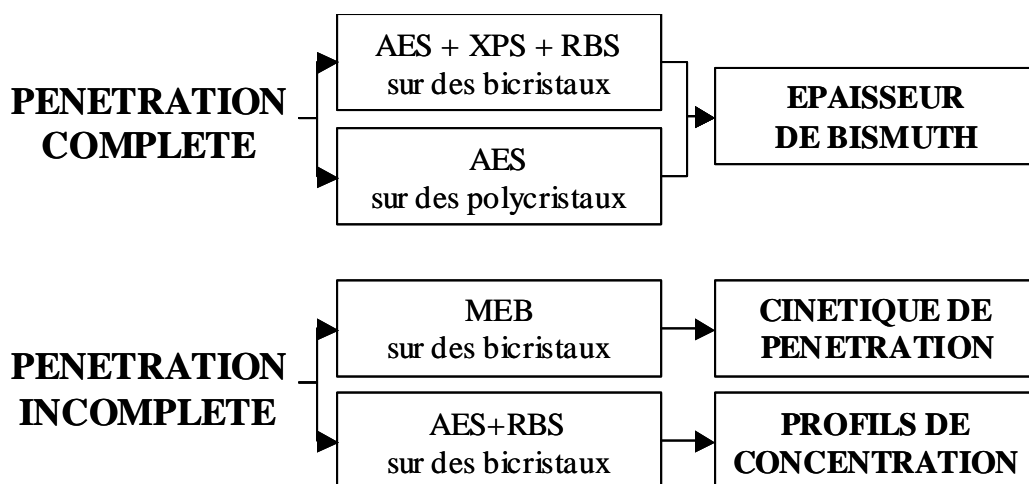 PENETRATION
COMPLETE
AES + XPS + RBS
sur des bicristaux
AES
sur des polycristaux
EPAISSEUR
DE BISMUTH
PENETRATION
INCOMPLETE
MEB
sur des bicristaux
CINETIQUE DE
PENETRATION
AES+RBS
sur des bicristaux
PROFILS DE
CONCENTRATION